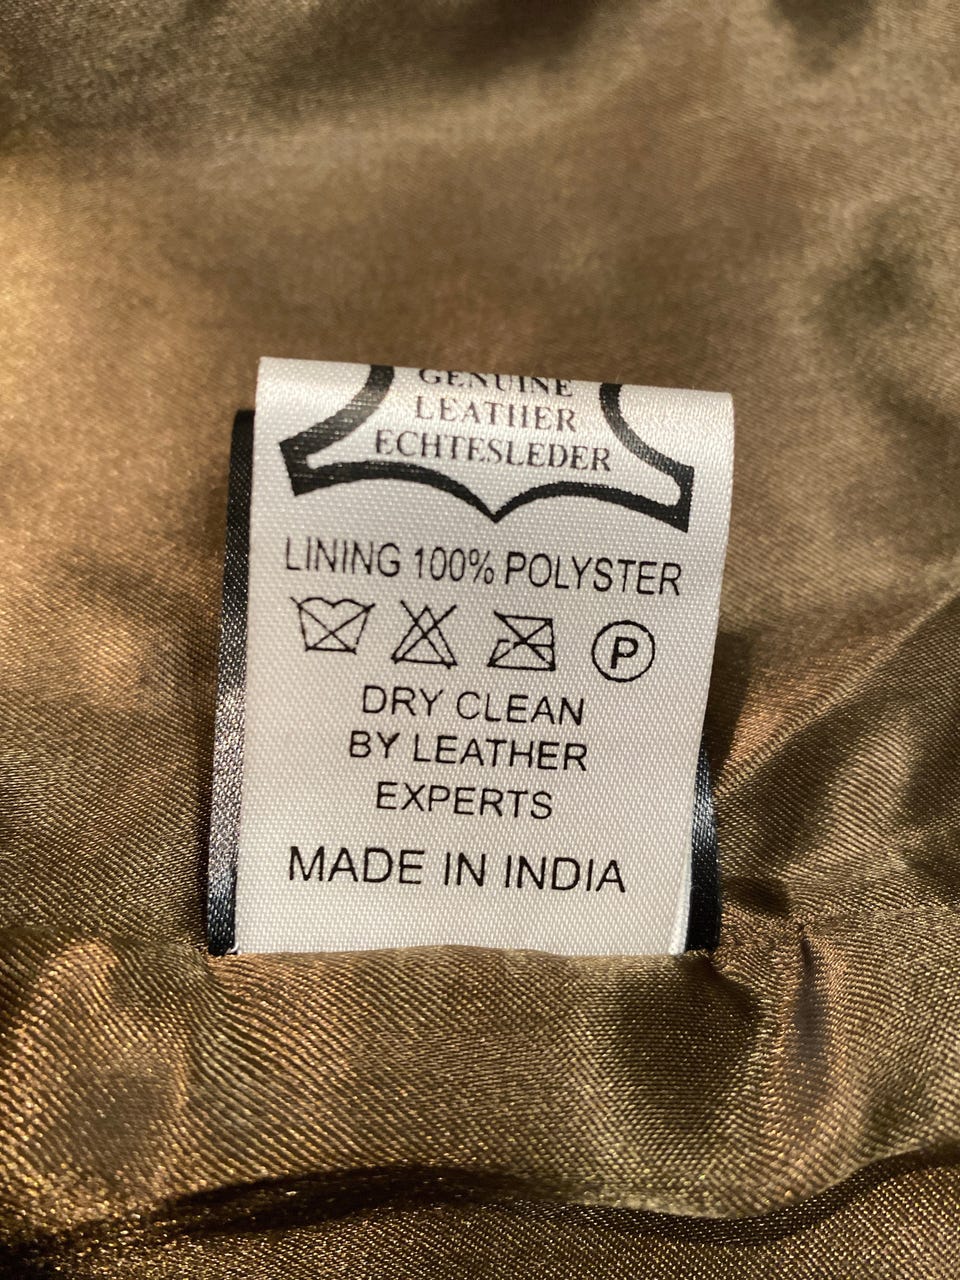 GENUINE
LEATHER
ECHTESLEDER
LINING 100% POLYSTER
P
DRY CLEAN
BY LEATHER
EXPERTS
MADE IN INDIA